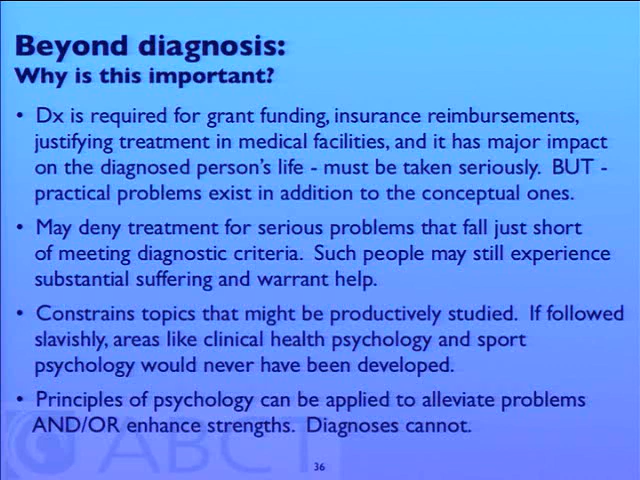 Beyond diagnosis:
Why is this important?
• Dx is required for grant funding, insurance reimbursements,
justifying treatment in medical facilities, and it has major impact
on the diagnosed person's life - must be taken seriously. BUT -
practical problems exist in addition to the conceptual ones.
• May deny treatment for serious problems that fall just short
of meeting diagnostic criteria. Such people may still experience
substantial suffering and warrant help.
• Constrains topics that might be productively studied. If followed
slavishly, areas like clinical health psychology and sport
psychology would never have been developed.
• Principles of psychology can be applied to alleviate problems
AND/OR enhance strengths. Diagnoses cannot.
ABCT
36